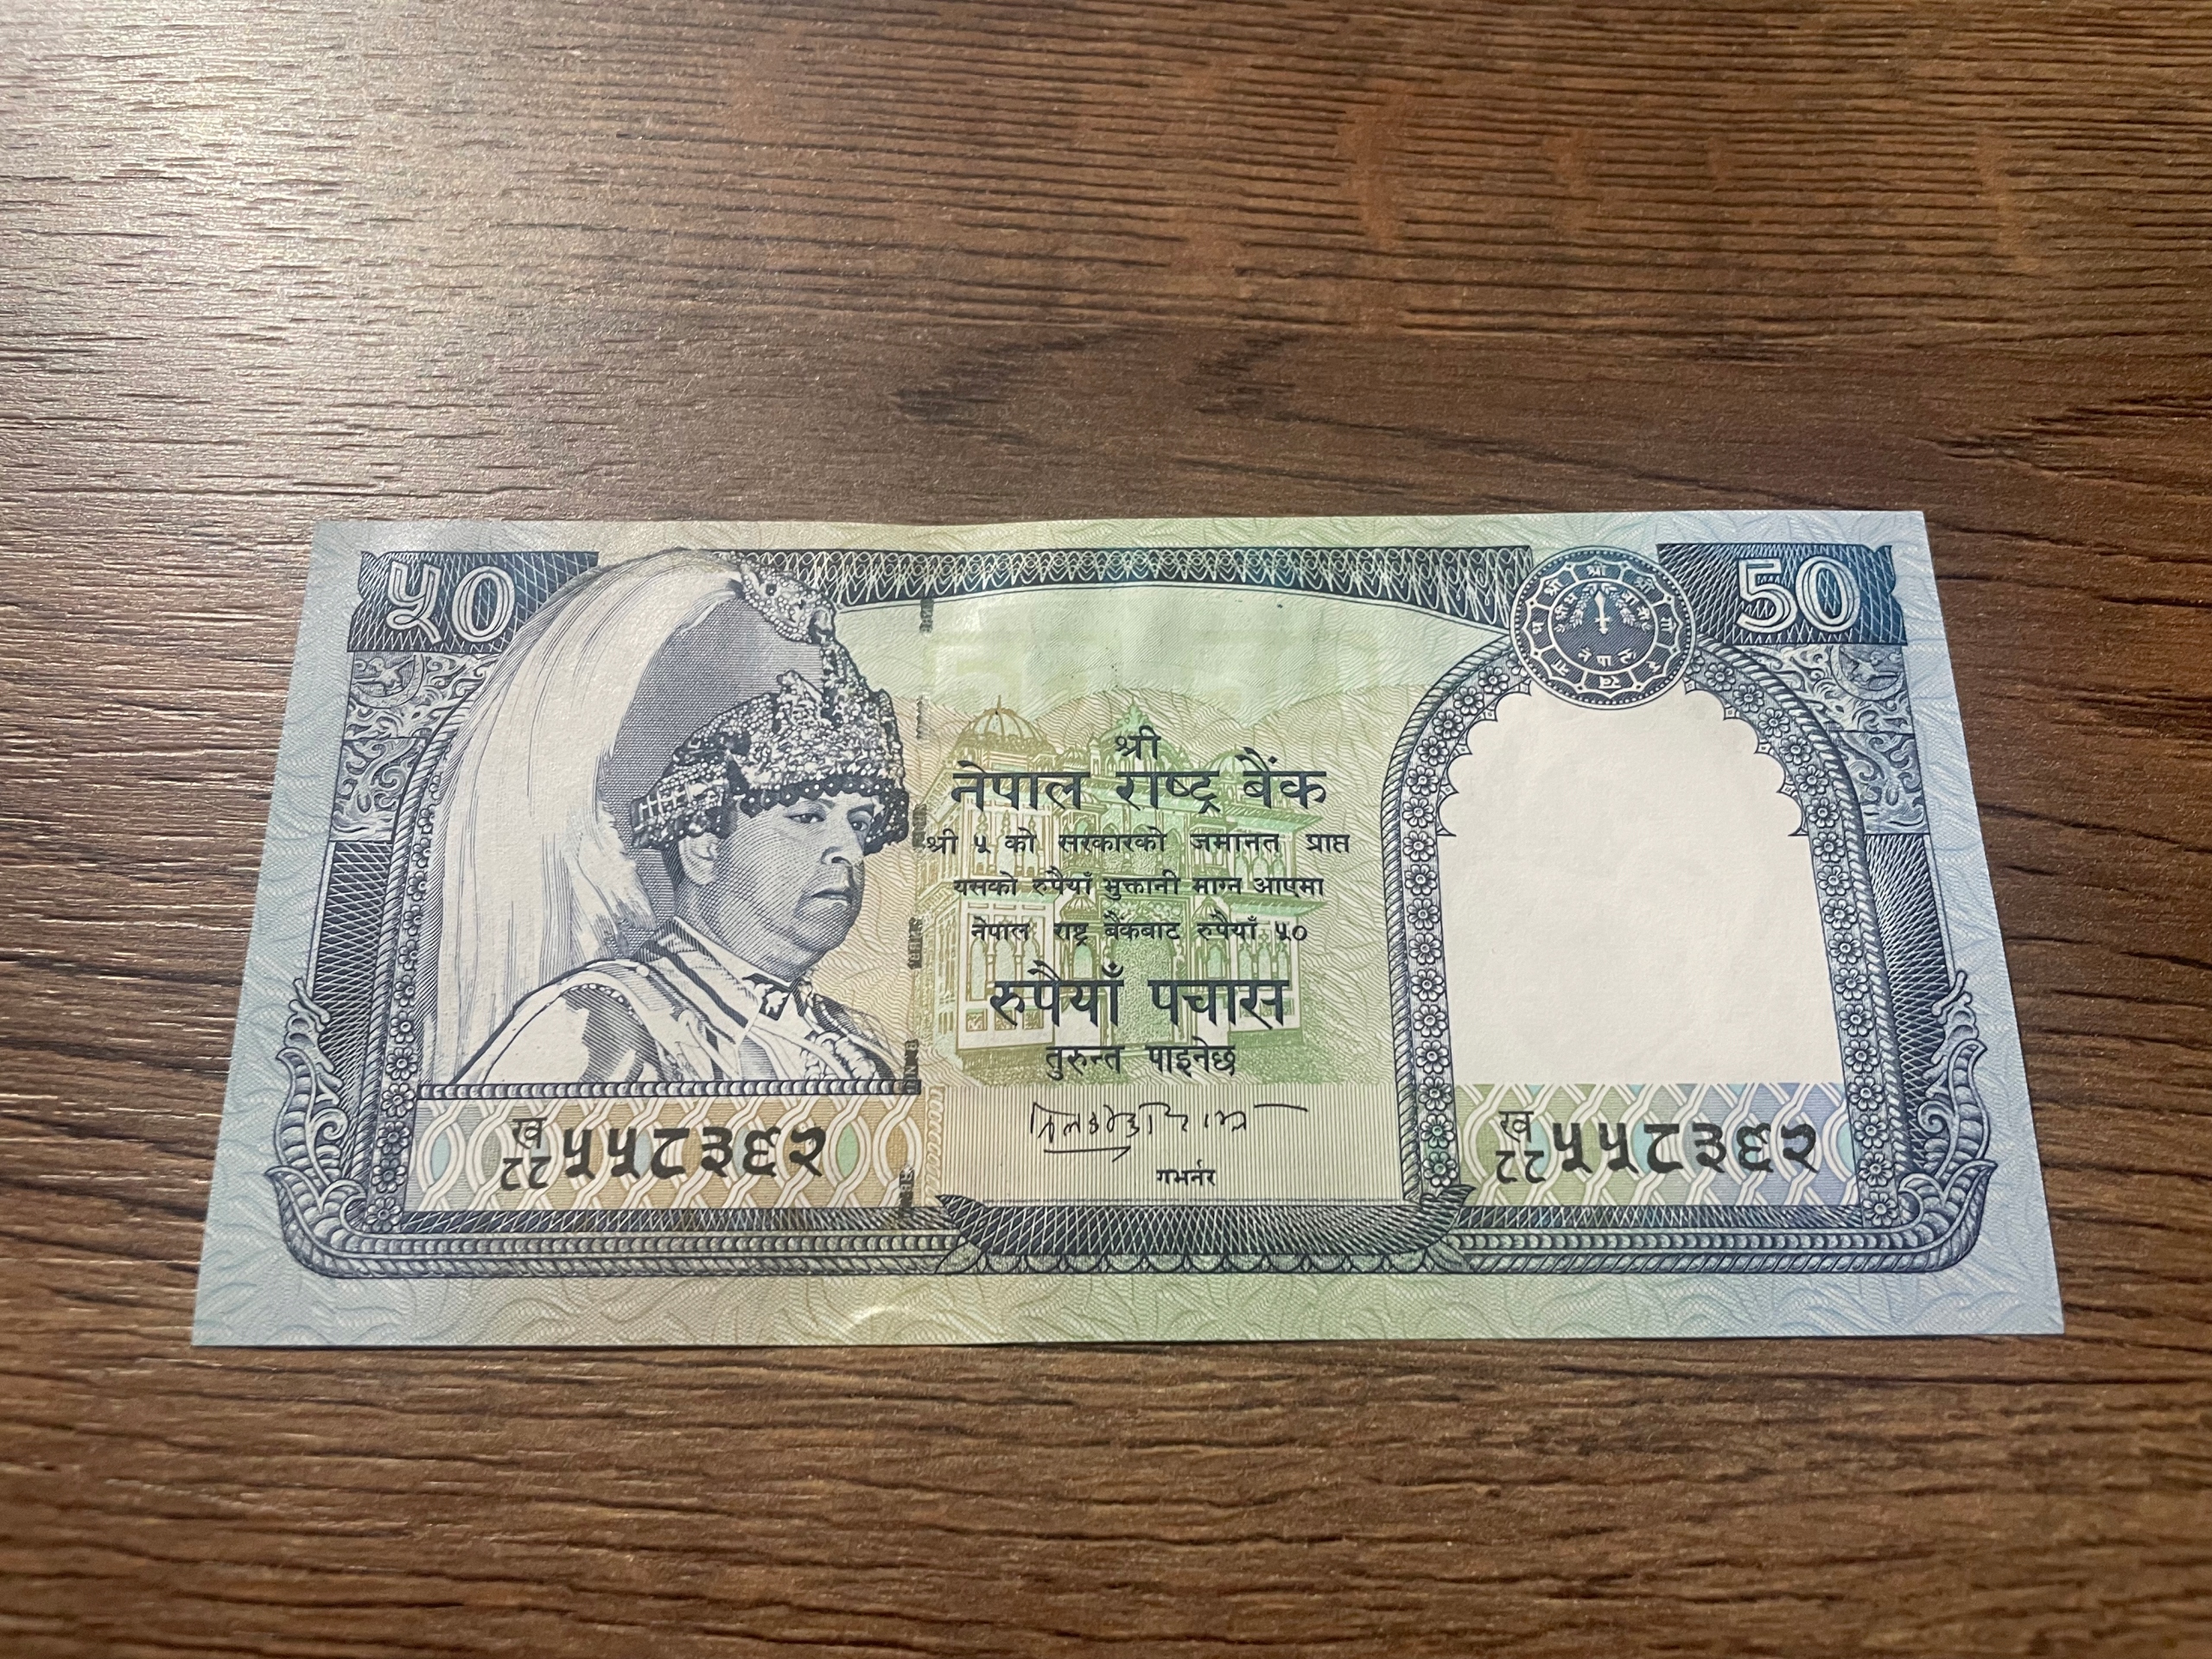 ५० 50
नेपाल
श्री
नेपाल राष्ट्र बैंक
श्री ५ को सरकारको जमानत प्राप्त
यसको रुपैयाँ भुक्तानी माग्न आएमा
नेपाल राष्ट्र बैंकबाट रुपैयाँ ५०
रुपैयाँ पचास
तुरुन्त पाइनेछ
गभर्नर
ख
८८ ५५८३६२
ख
८८ ५५८३६२